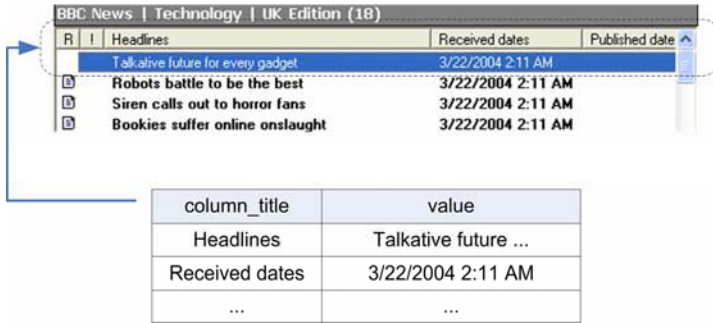 BBC News | Technology | UK Edition (18)
R ! Headlines Received dates Published date
Talkative future for every gadget 3/22/2004 2:11 AM
Robots battle to be the best 3/22/2004 2:11 AM
Siren calls out to horror fans 3/22/2004 2:11 AM
Bookies suffer online onslaught 3/22/2004 2:11 AM
column_title value
Headlines Talkative future ...
Received dates 3/22/2004 2:11 AM
... ...